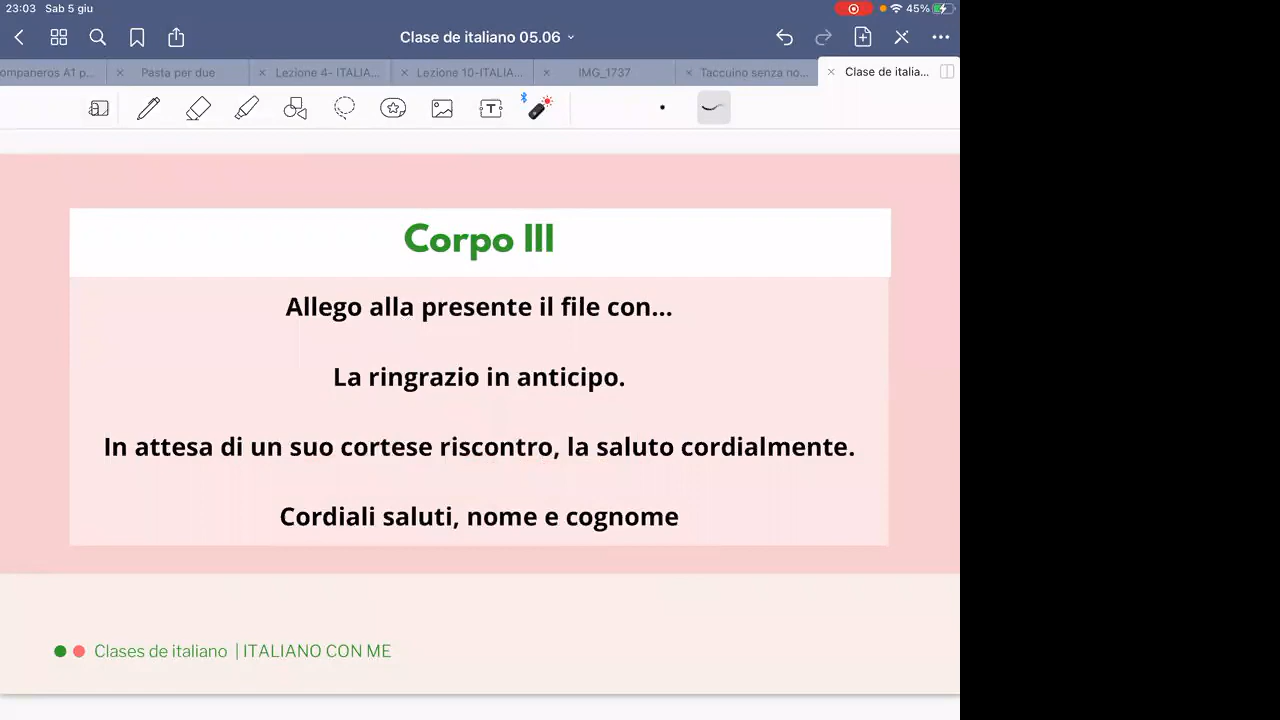 23:03 Sab 5 giu
45%
Clase de italiano 05.06
ompaneros A1 p...
Pasta per due
Lezione 4- ITALIA...
Lezione 10-ITALIA...
IMG_1737
Taccuino senza no...
Clase de italia...
Corpo III
Allego alla presente il file con...
La ringrazio in anticipo.
In attesa di un suo cortese riscontro, la saluto cordialmente.
Cordiali saluti, nome e cognome
Clases de italiano | ITALIANO CON ME